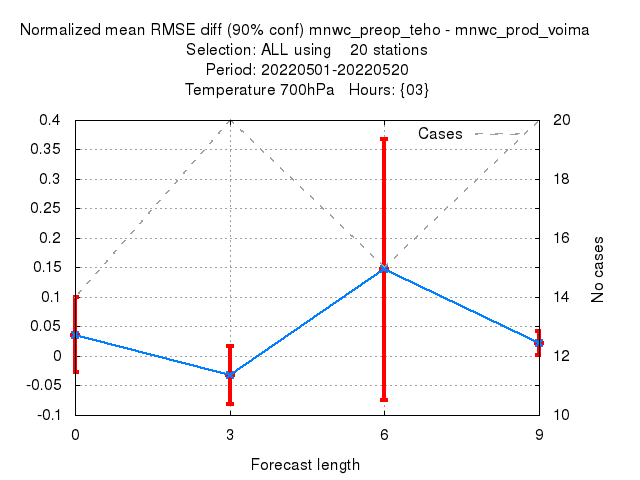 Normalized mean RMSE diff (90% conf) mnwc_preop_teho - mnwc_prod_voima
Selection: ALL using 20 stations
Period: 20220501-20220520
Temperature 700hPa Hours: {03}
Cases
0.4
0.35
0.3
0.25
0.2
0.15
0.1
0.05
0
-0.05
-0.1
20
18
16
14
12
10
No cases
0 3 6 9
Forecast length